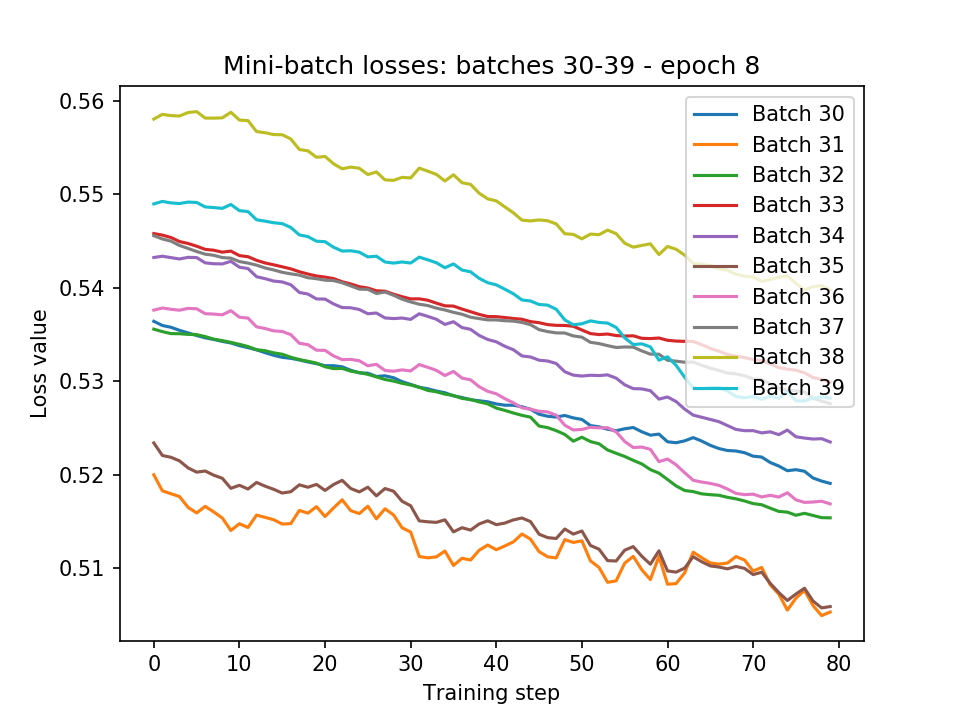 Mini-batch losses: batches 30-39 - epoch 8
Loss value
0.56
0.55
0.54
0.53
0.52
0.51
Batch 30
Batch 31
Batch 32
Batch 33
Batch 34
Batch 35
Batch 36
Batch 37
Batch 38
Batch 39
0 10 20 30 40 50 60 70 80
Training step